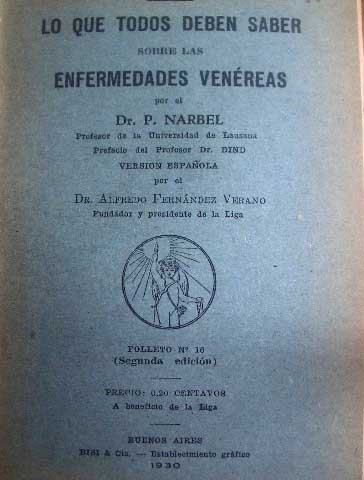 LO QUE TODOS DEBEN SABER
SOBRE LAS
ENFERMEDADES VENÉREAS
por el
Dr. P. NARBEL
Profesor de la Universidad de Lausana
Prefacio del Profesor Dr. DIND
VERSION ESPAÑOLA
por el
DR. ALFREDO FERNÁNDEZ VERANO
Fundador y presidente de la Liga
FOLLETO Nº 16
(Segunda edición)
PRECIO: 0,20 CENTAVOS
A beneficio de la Liga
BUENOS AIRES
BISI & Cia. — Establecimiento gráfico
1930